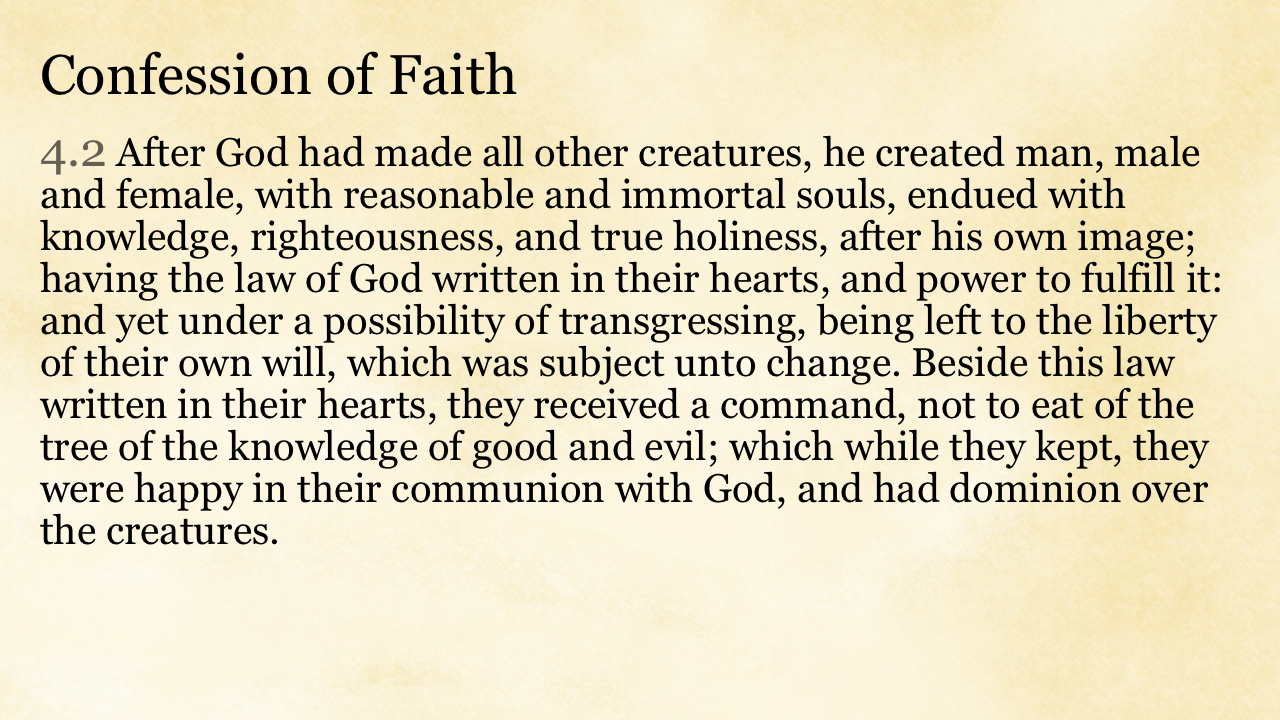 Confession of Faith
4.2 After God had made all other creatures, he created man, male
and female, with reasonable and immortal souls, endued with
knowledge, righteousness, and true holiness, after his own image;
having the law of God written in their hearts, and power to fulfill it:
and yet under a possibility of transgressing, being left to the liberty
of their own will, which was subject unto change. Beside this law
written in their hearts, they received a command, not to eat of the
tree of the knowledge of good and evil; which while they kept, they
were happy in their communion with God, and had dominion over
the creatures.